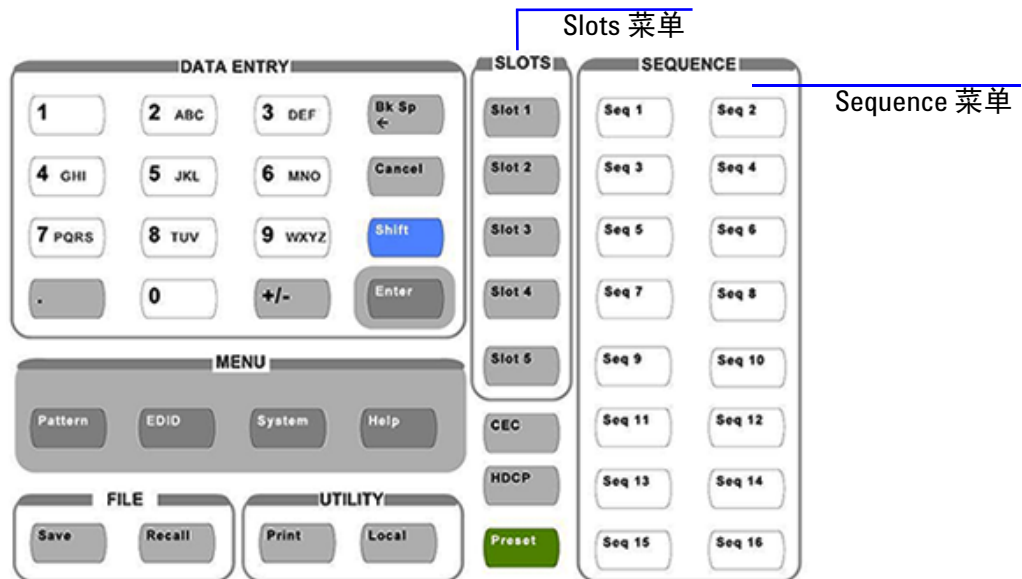 Slots 菜单
DATA ENTRY
SLOTS
SEQUENCE
Sequence 菜单
1
2 ABC
3 DEF
Bk Sp
←
Slot 1
Seq 1
Seq 2
4 GHI
5 JKL
6 MNO
Cancel
Slot 2
Seq 3
Seq 4
7 PQRS
8 TUV
9 WXYZ
Shift
Slot 3
Seq 5
Seq 6
.
0
+/-
Enter
Slot 4
Seq 7
Seq 8
MENU
Slot 5
Seq 9
Seq 10
Pattern
EDID
System
Help
CEC
Seq 11
Seq 12
HDCP
Seq 13
Seq 14
FILE
UTILITY
Save
Recall
Print
Local
Preset
Seq 15
Seq 16